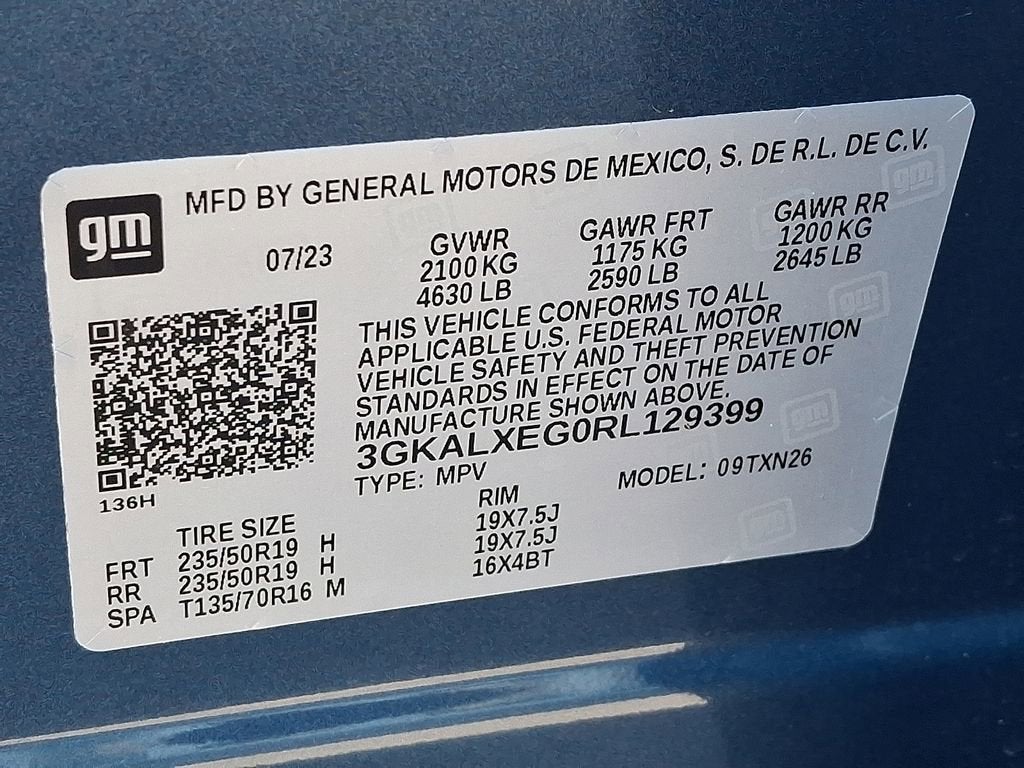 gm
MFD BY GENERAL MOTORS DE MEXICO, S. DE R.L. DE C.V.
07/23
GVWR
2100 KG
4630 LB
GAWR FRT
1175 KG
2590 LB
GAWR RR
1200 KG
2645 LB
THIS VEHICLE CONFORMS TO ALL
APPLICABLE U.S. FEDERAL MOTOR
VEHICLE SAFETY AND THEFT PREVENTION
STANDARDS IN EFFECT ON THE DATE OF
MANUFACTURE SHOWN ABOVE.
3GKALXEG0RL129399
TYPE: MPV
MODEL: 09TXN26
136H
TIRE SIZE RIM
FRT 235/50R19 H 19X7.5J
RR 235/50R19 H 19X7.5J
SPA T135/70R16 M 16X4BT